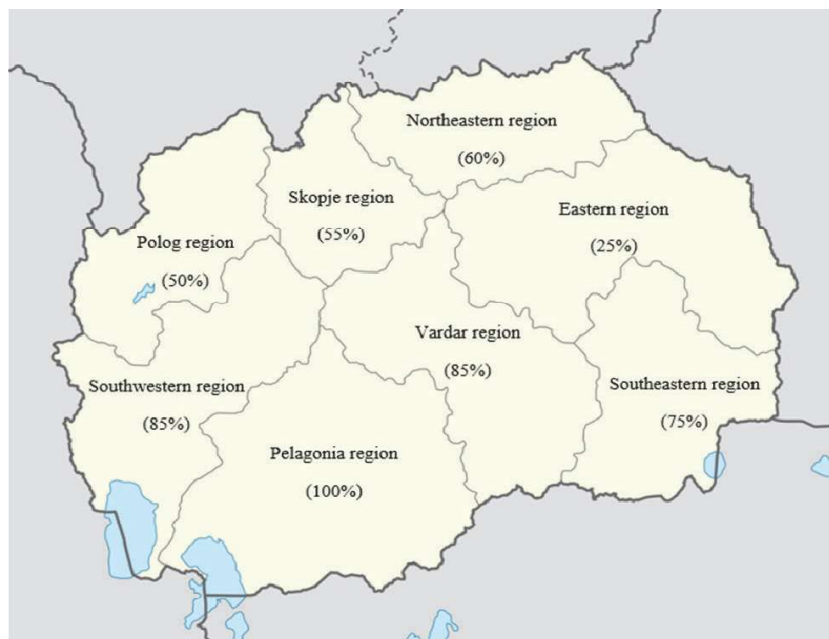 Northeastern region
(60%)
Skopje region
(55%)
Eastern region
(25%)
Polog region
(50%)
Vardar region
(85%)
Southwestern region
(85%)
Southeastern region
(75%)
Pelagonia region
(100%)